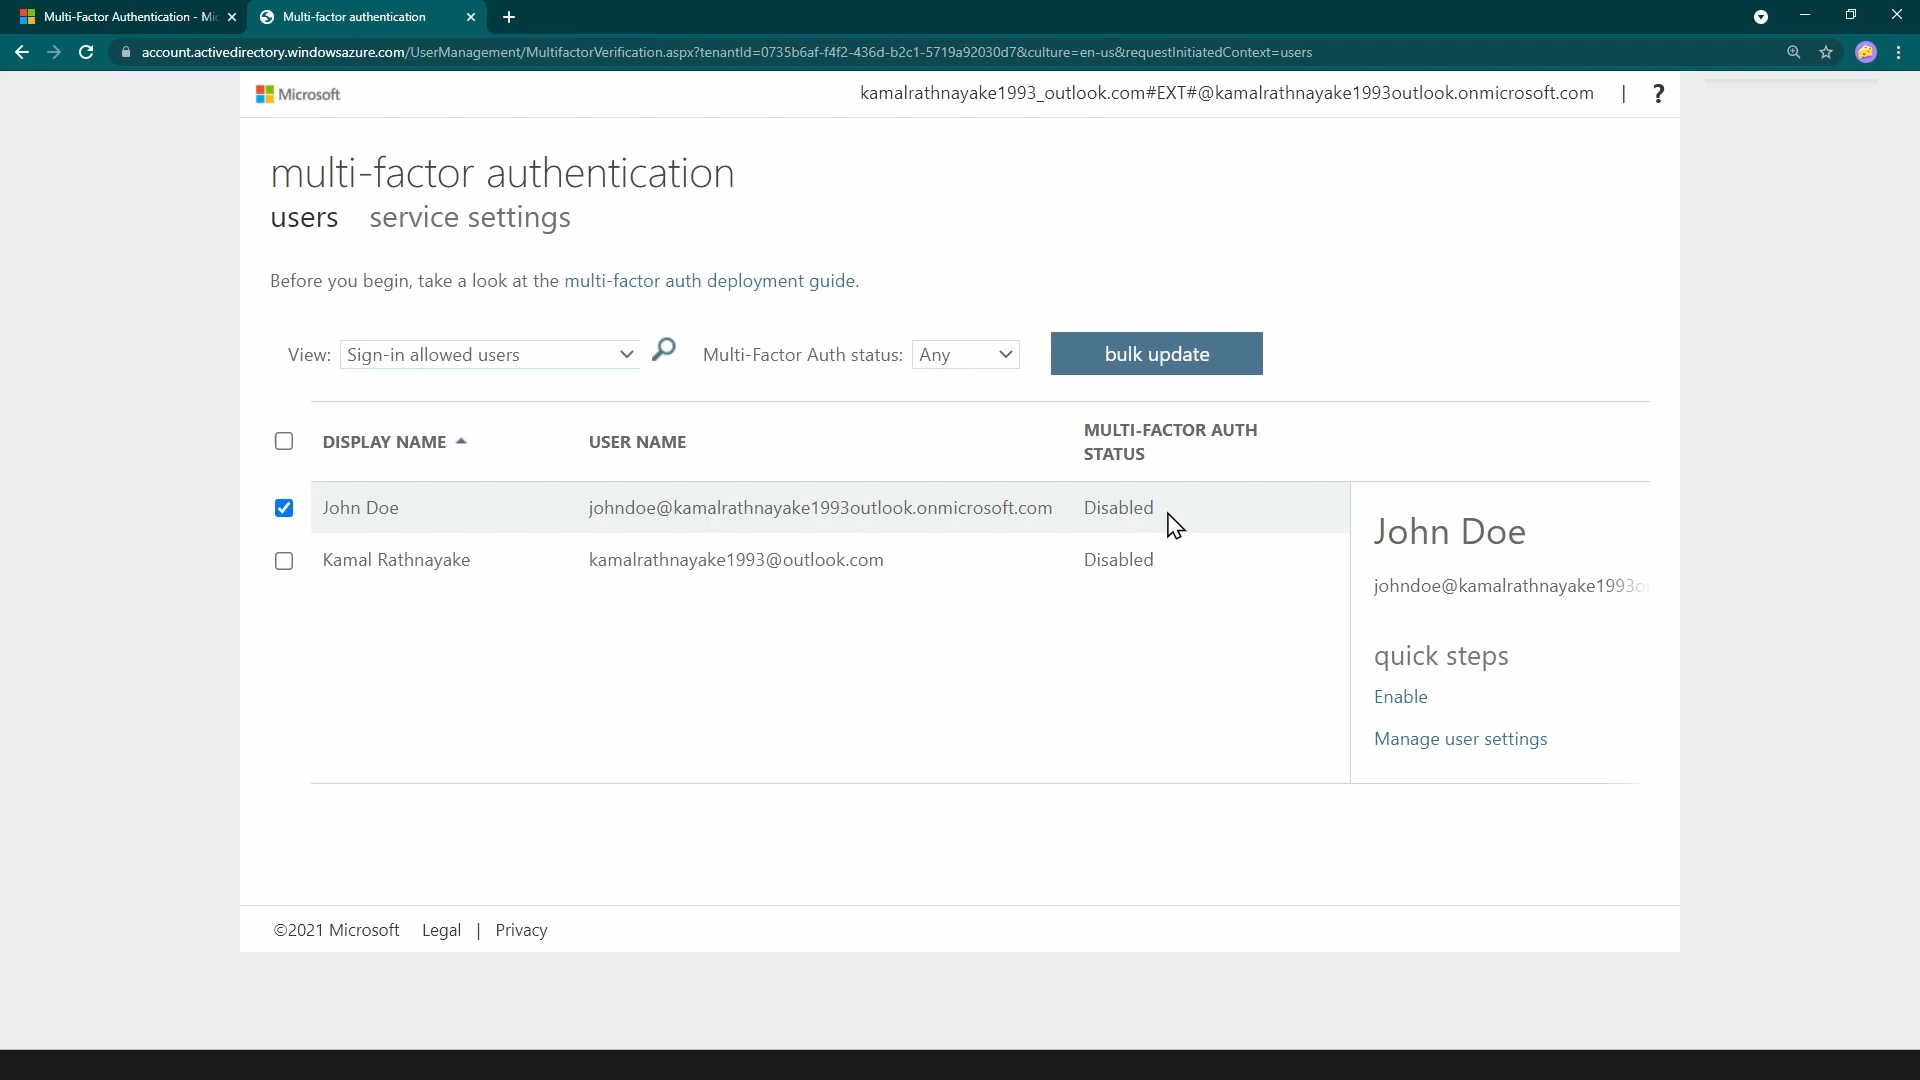 Multi-Factor Authentication - Mi
Multi-factor authentication
account.activedirectory.windowsazure.com/UserManagement/MultifactorVerification.aspx?tenantId=0735b6af-f4f2-436d-b2c1-5719a92030d7&culture=en-us&requestInitiatedContext=users
Microsoft
kamalrathnayake1993_outlook.com#EXT#@kamalrathnayake1993outlook.onmicrosoft.com | ?
multi-factor authentication
users service settings
Before you begin, take a look at the multi-factor auth deployment guide.
View: Sign-in allowed users Multi-Factor Auth status: Any bulk update
DISPLAY NAME USER NAME MULTI-FACTOR AUTH
STATUS
John Doe johndoe@kamalrathnayake1993outlook.onmicrosoft.com Disabled
Kamal Rathnayake kamalrathnayake1993@outlook.com Disabled
John Doe
johndoe@kamalrathnayake1993o
quick steps
Enable
Manage user settings
©2021 Microsoft Legal | Privacy